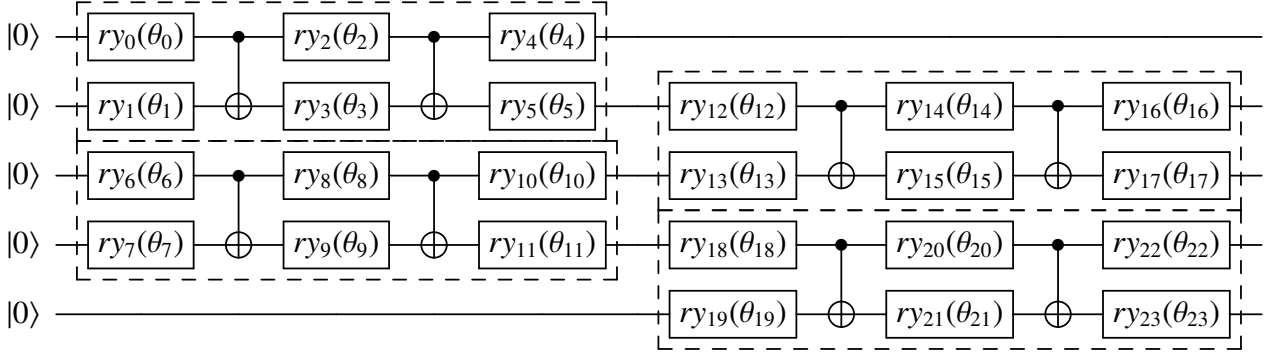 |0⟩ ry₀(θ₀) ry₂(θ₂) ry₄(θ₄)
|0⟩ ry₁(θ₁) ry₃(θ₃) ry₅(θ₅) ry₁₂(θ₁₂) ry₁₄(θ₁₄) ry₁₆(θ₁₆)
|0⟩ ry₆(θ₆) ry₈(θ₈) ry₁₀(θ₁₀) ry₁₃(θ₁₃) ry₁₅(θ₁₅) ry₁₇(θ₁₇)
|0⟩ ry₇(θ₇) ry₉(θ₉) ry₁₁(θ₁₁) ry₁₈(θ₁₈) ry₂₀(θ₂₀) ry₂₂(θ₂₂)
|0⟩ ry₁₉(θ₁₉) ry₂₁(θ₂₁) ry₂₃(θ₂₃)